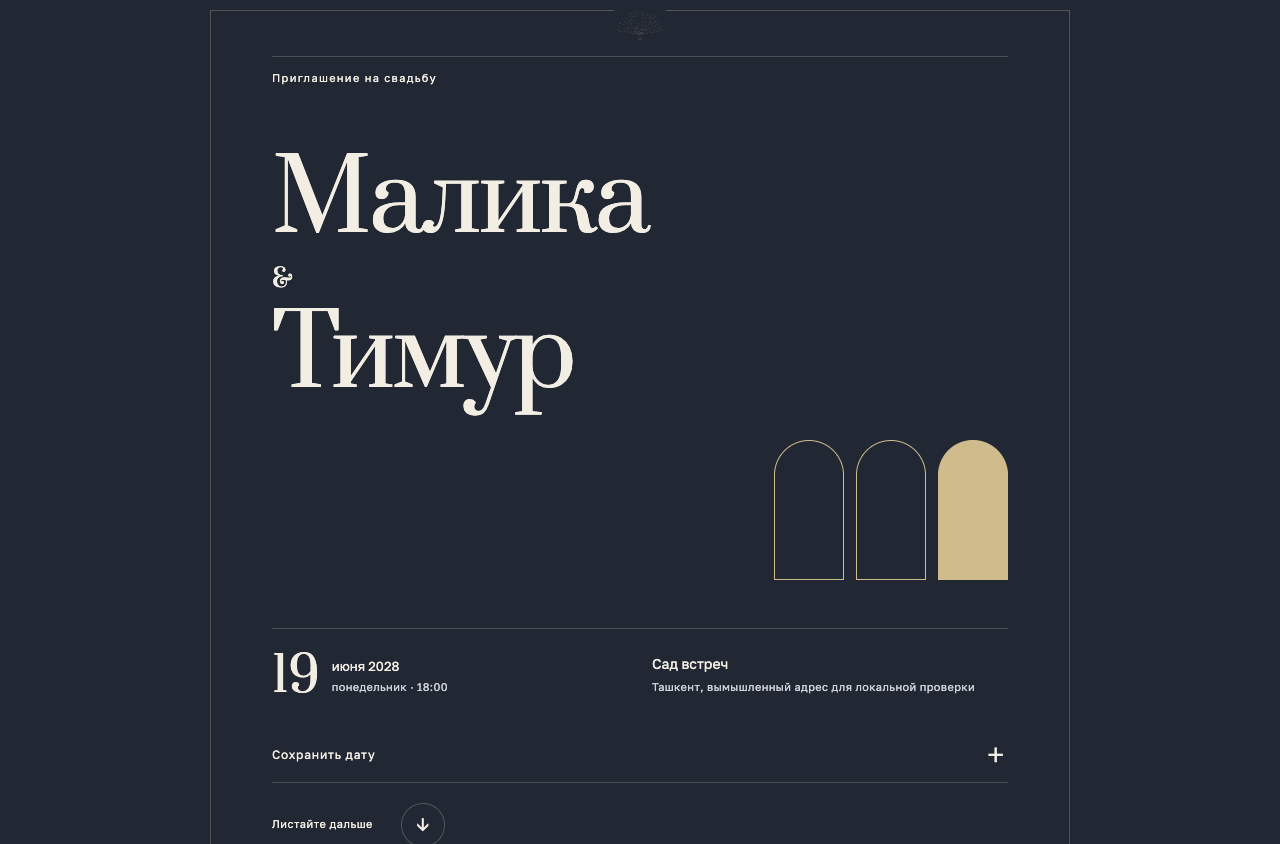 Приглашение на свадьбу
Малика
&
Тимур
19
июня 2028
понедельник · 18:00
Сад встреч
Ташкент, вымышленный адрес для локальной проверки
Сохранить дату
Листайте дальше